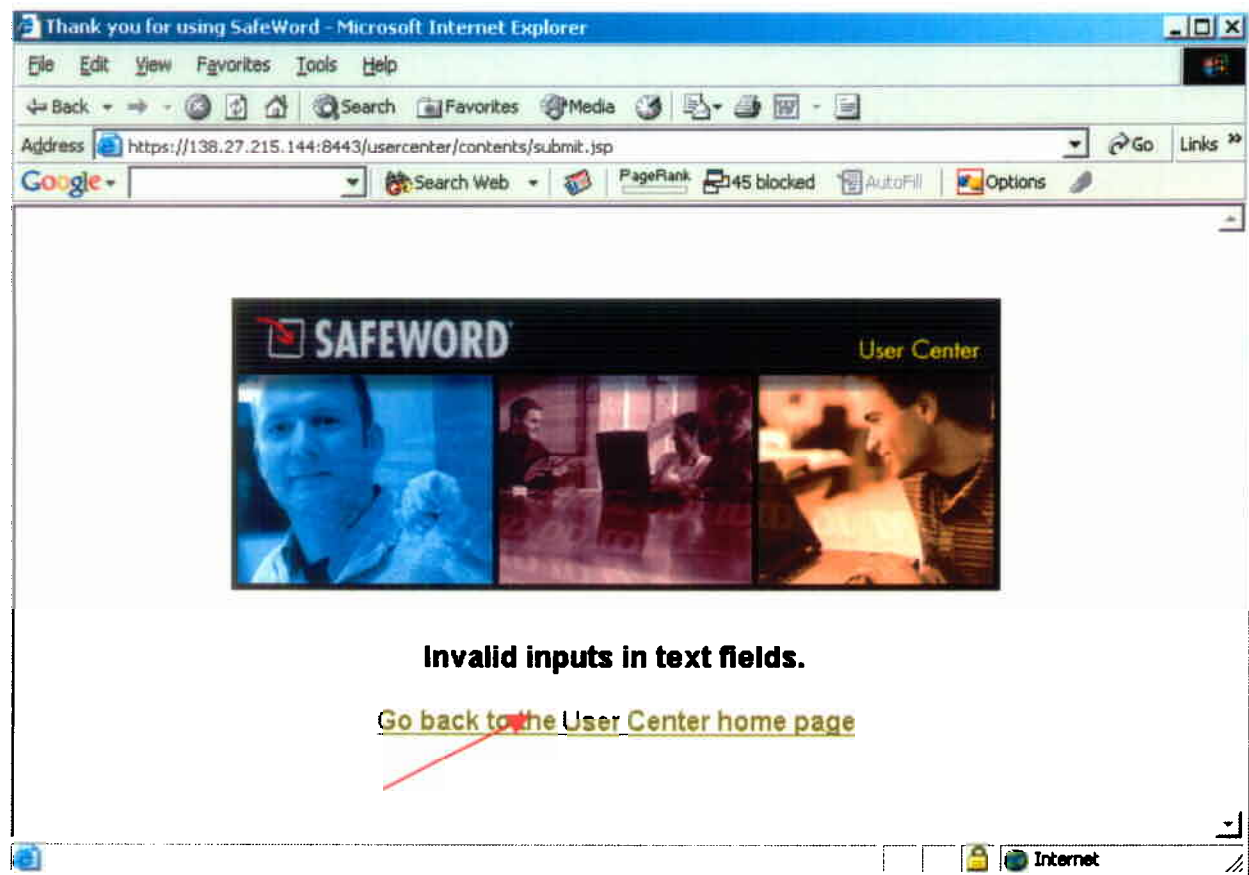 Thank you for using SafeWord - Microsoft Internet Explorer
File Edit View Favorites Tools Help
Back Search Favorites Media
Address https://138.27.215.144:8443/usercenter/contents/submit.jsp Go Links »
Google Search Web PageRank 45 blocked AutoFill Options
SAFEWORD
User Center
Invalid inputs in text fields.
Go back to the User Center home page
Internet